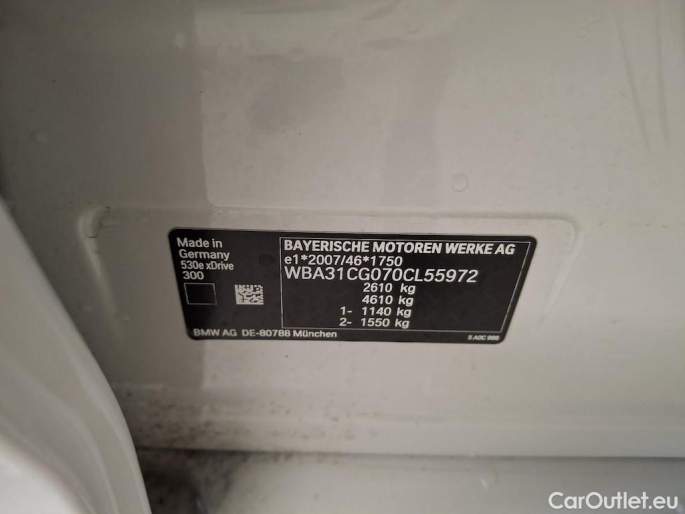 Made in
Germany
530e xDrive
300
BMW AG DE-80788 München
BAYERISCHE MOTOREN WERKE AG
e1*2007/46*1750
WBA31CG070CL55972
2610 kg
4610 kg
1- 1140 kg
2- 1550 kg
CarOutlet.eu